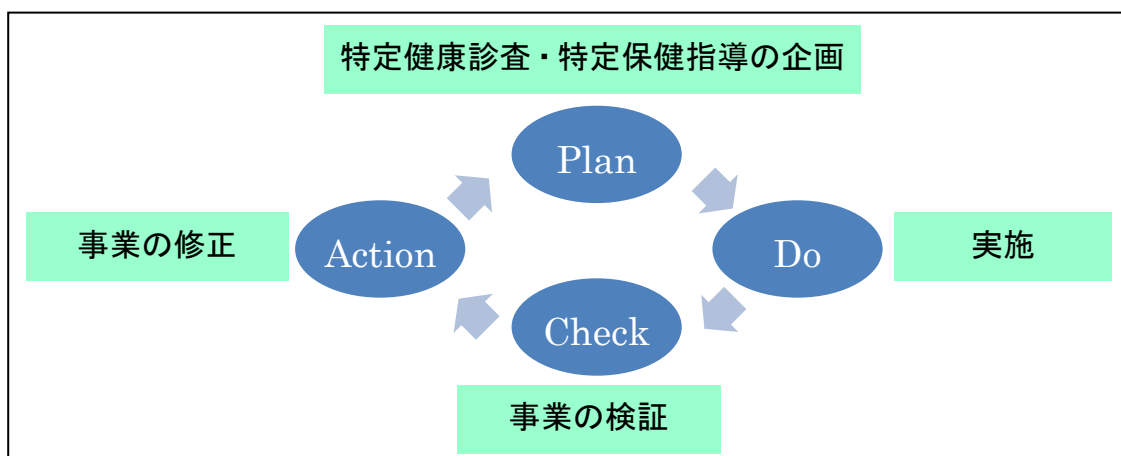 特定健康診査・特定保健指導の企画
Plan
事業の修正
Action
Do
実施
Check
事業の検証